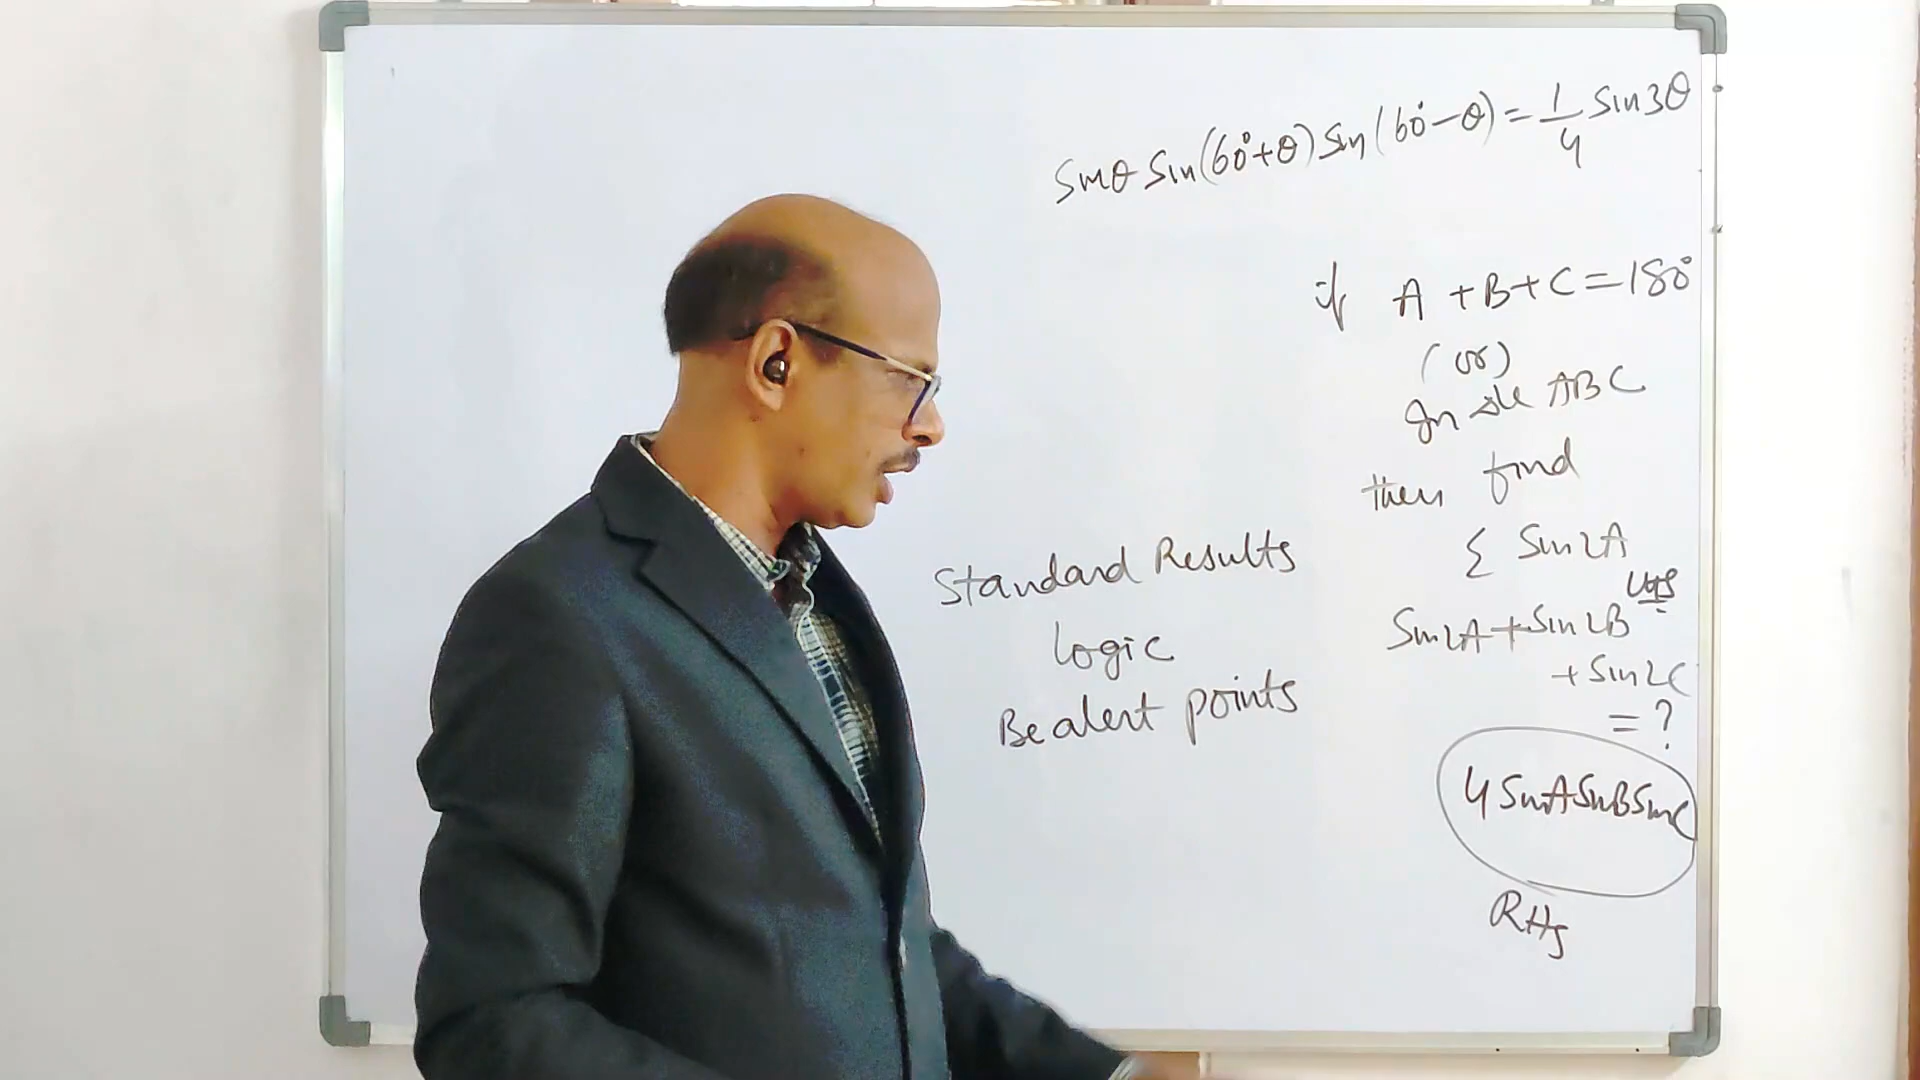 Sinθ Sin(60°+θ) Sin(60°-θ) = 1/4 Sin3θ
if A + B + C = 180°
(or)
In le ABC
then find
Σ Sin2A
LHS
Sin2A + Sin2B
+ Sin2C
= ?
4 SinA SinB SinC
RHS
Standard Results
Logic
Be alert points